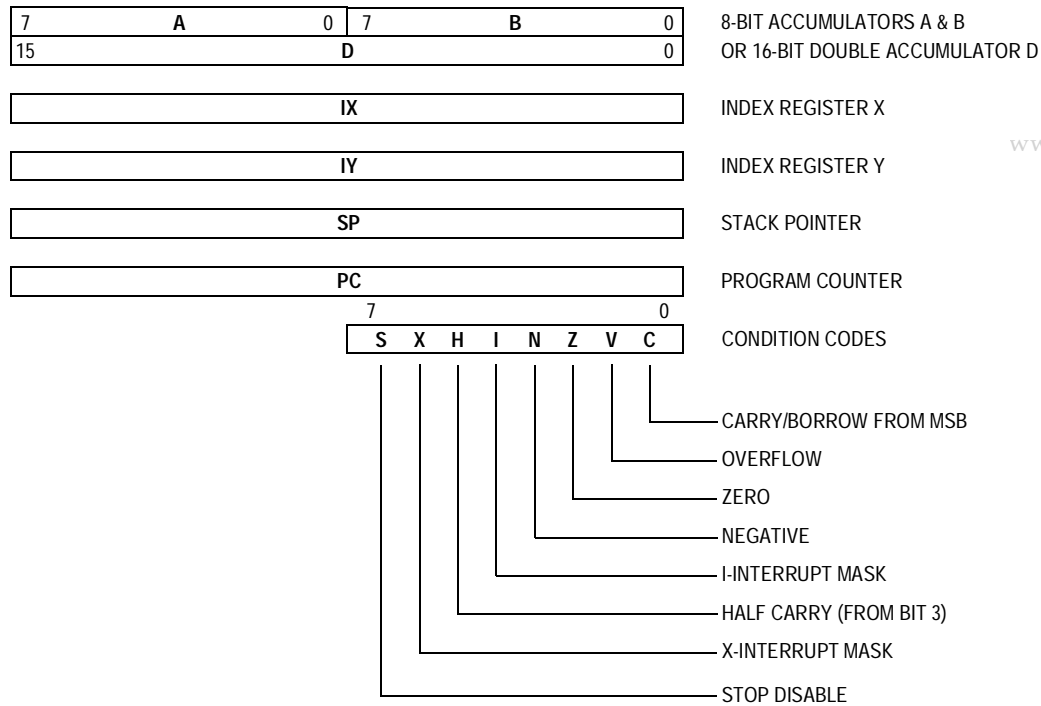 7 A 0 7 B 0 8-BIT ACCUMULATORS A & B
15 D 0 OR 16-BIT DOUBLE ACCUMULATOR D
IX INDEX REGISTER X
ww
IY INDEX REGISTER Y
SP STACK POINTER
PC PROGRAM COUNTER
7 0
S X H I N Z V C CONDITION CODES
CARRY/BORROW FROM MSB
OVERFLOW
ZERO
NEGATIVE
I-INTERRUPT MASK
HALF CARRY (FROM BIT 3)
X-INTERRUPT MASK
STOP DISABLE